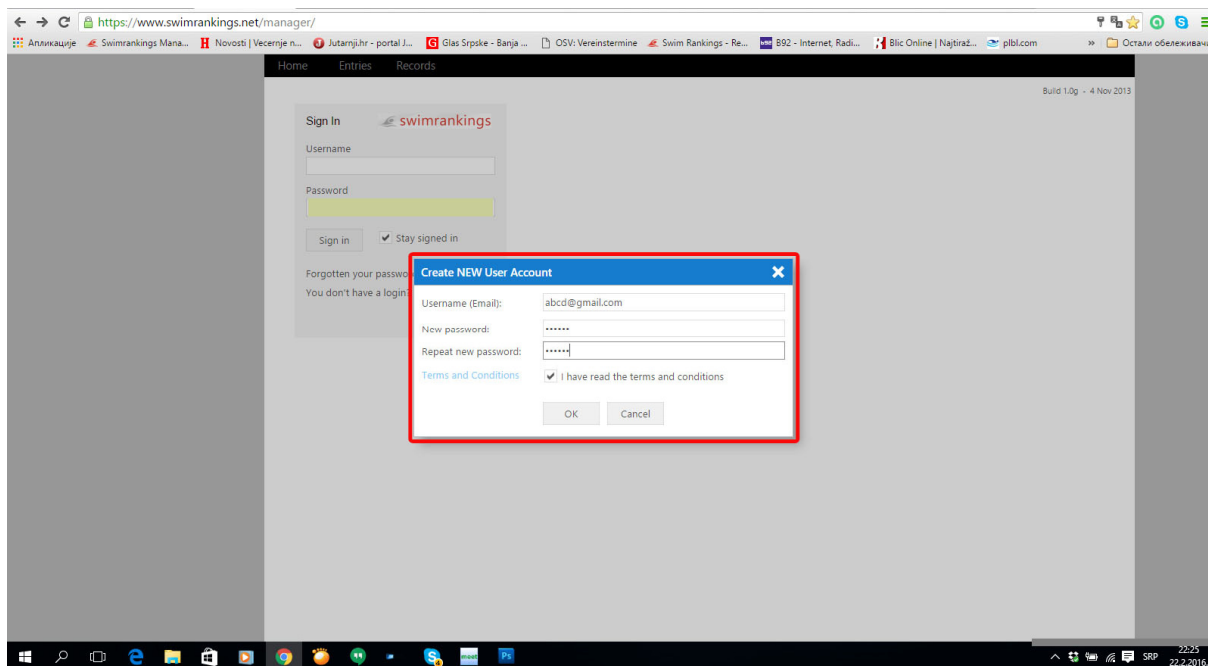 https://www.swimrankings.net/manager/
Апликације Swimrankings Mana... Novosti | Vecernje n... Jutarnji.hr - portal J... Glas Srpske - Banja ... OSV: Vereinstermine Swim Rankings - Re... B92 - Internet, Radi... Blic Online | Najtiraž... plbl.com » Остали обележивачи
Home Entries Records
Build 1.0g - 4 Nov 2013
Sign In swimrankings
Username
Password
Sign in Stay signed in
Forgotten your passwo
You don't have a login?
Create NEW User Account
Username (Email): abcd@gmail.com
New password: ••••••
Repeat new password: ••••••
Terms and Conditions I have read the terms and conditions
OK Cancel
meet Ps SRP 22:25
22.2.2016.